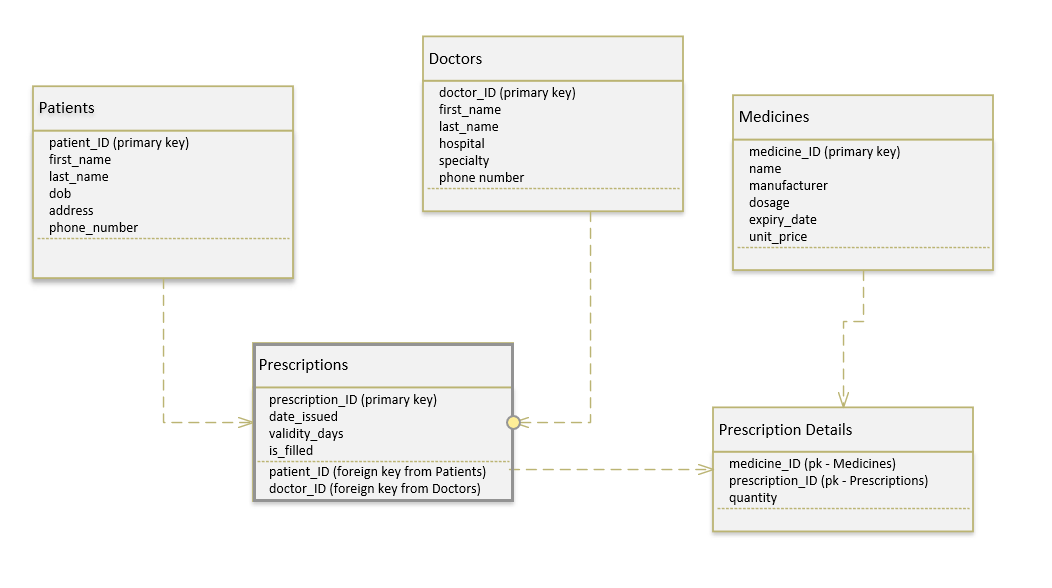 Patients
patient_ID (primary key)
first_name
last_name
dob
address
phone_number
Doctors
doctor_ID (primary key)
first_name
last_name
hospital
specialty
phone number
Medicines
medicine_ID (primary key)
name
manufacturer
dosage
expiry_date
unit_price
Prescriptions
prescription_ID (primary key)
date_issued
validity_days
is_filled
patient_ID (foreign key from Patients)
doctor_ID (foreign key from Doctors)
Prescription Details
medicine_ID (pk - Medicines)
prescription_ID (pk - Prescriptions)
quantity